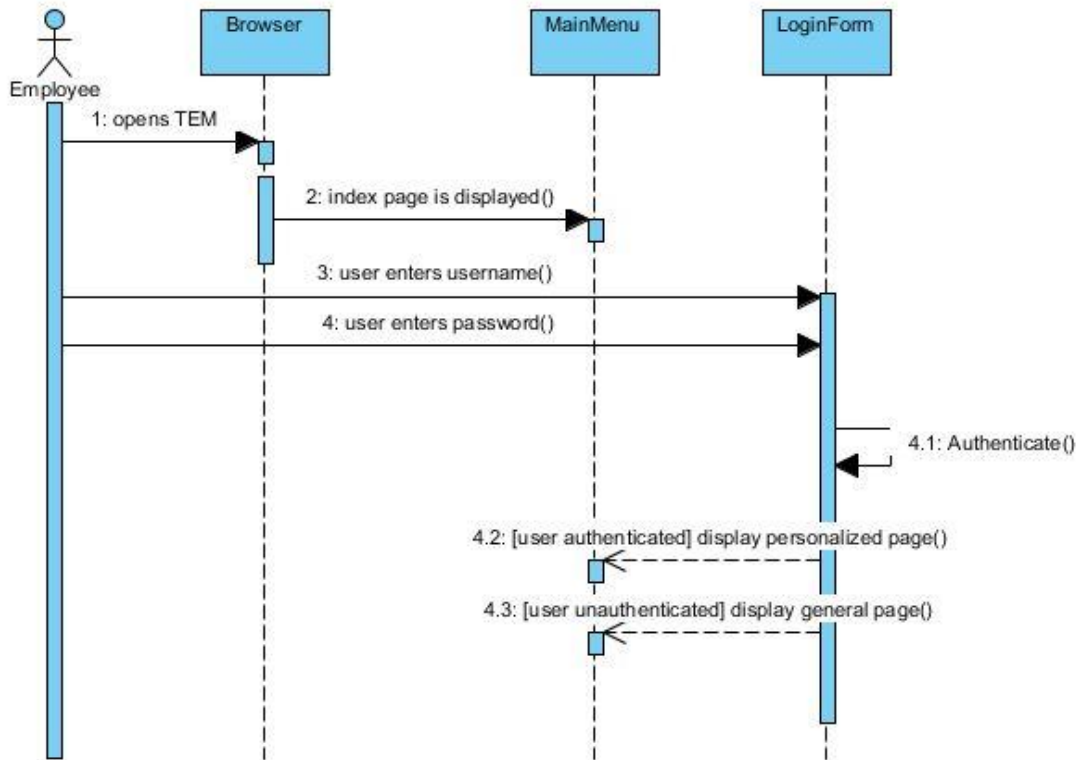 Browser
MainMenu
LoginForm
Employee
1: opens TEM
2: index page is displayed()
3: user enters username()
4: user enters password()
4.1: Authenticate()
4.2: [user authenticated] display personalized page()
4.3: [user unauthenticated] display general page()